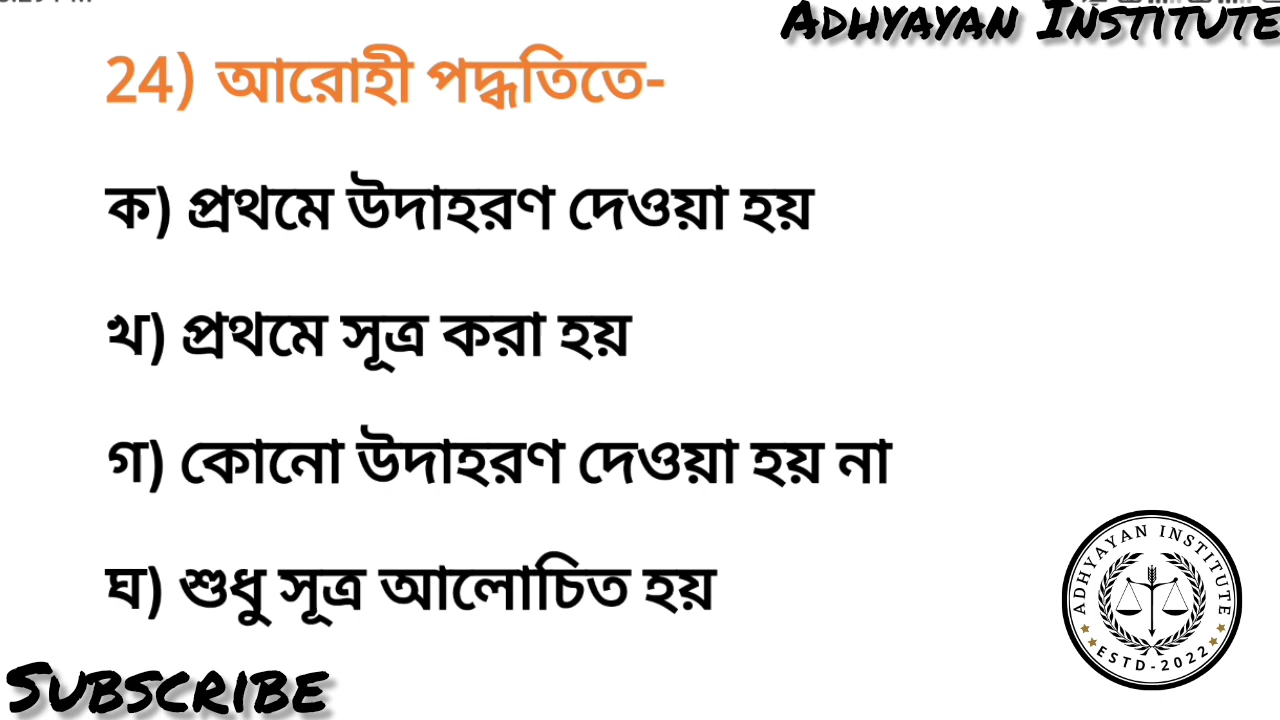 ADHYAYAN INSTITUTE
24) আরোহী পদ্ধতিতে-
ক) প্রথমে উদাহরণ দেওয়া হয়
খ) প্রথমে সূত্র করা হয়
গ) কোনো উদাহরণ দেওয়া হয় না
ঘ) শুধু সূত্র আলোচিত হয়
ADHYAYAN INSTITUTE
ESTD-2022
SUBSCRIBE